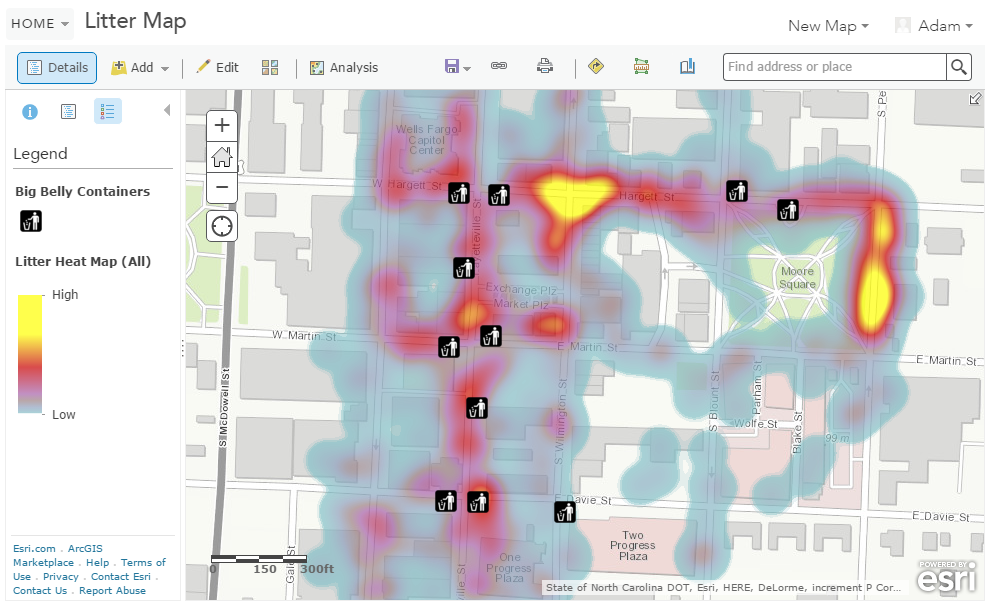 HOME
Litter Map
New Map
Adam
Details
Add
Edit
Analysis
Find address or place
Legend
Big Belly Containers
Litter Heat Map (All)
High
Low
Esri.com . ArcGIS
Marketplace . Help . Terms of
Use . Privacy . Contact Esri .
Contact Us . Report Abuse
+
−
Wells Fargo
Capitol
Center
W Hargett St
Hargett St
S Pe
Moore
Square
Exchange Plz
Market Plz
W Martin St
E Martin St
E Martin St
S McDowell St
S Wilmington St
S Blount St
Parham St
Wolfe St
Blake St
99 m
E Davie St
E Davie St
Two
Progress
Plaza
One
Progress
Plaza
0 150 300ft
State of North Carolina DOT, Esri, HERE, DeLorme, increment P Cor...
POWERED BY
esri